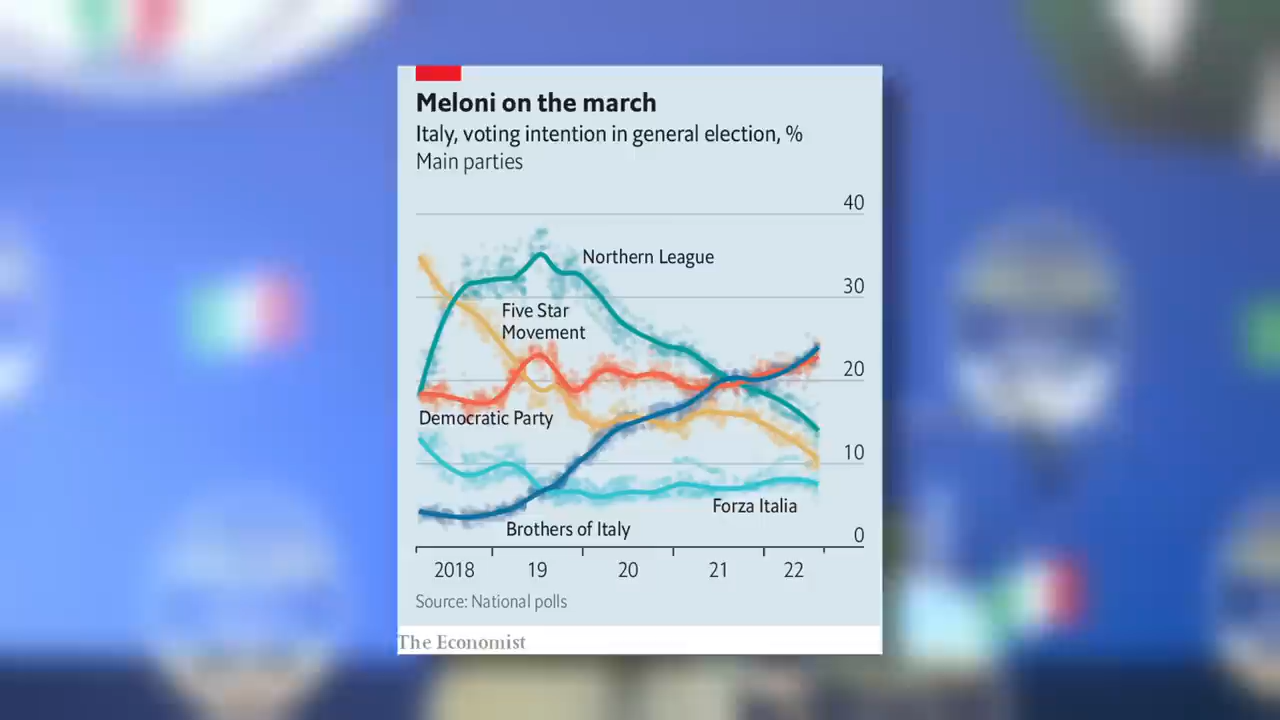 Meloni on the march
Italy, voting intention in general election, %
Main parties
40
Northern League
30
Five Star
Movement
20
Democratic Party
10
Forza Italia
Brothers of Italy
0
2018 19 20 21 22
Source: National polls
The Economist